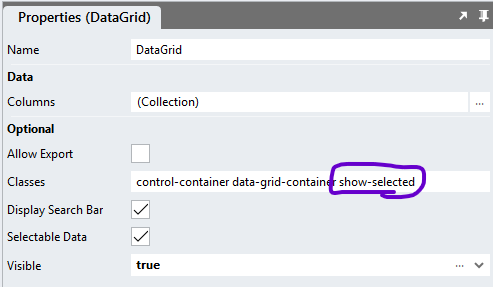 Properties (DataGrid)
Name DataGrid
Data
Columns (Collection) ...
Optional
Allow Export
Classes control-container data-grid-container show-selected
Display Search Bar
Selectable Data
Visible true ...